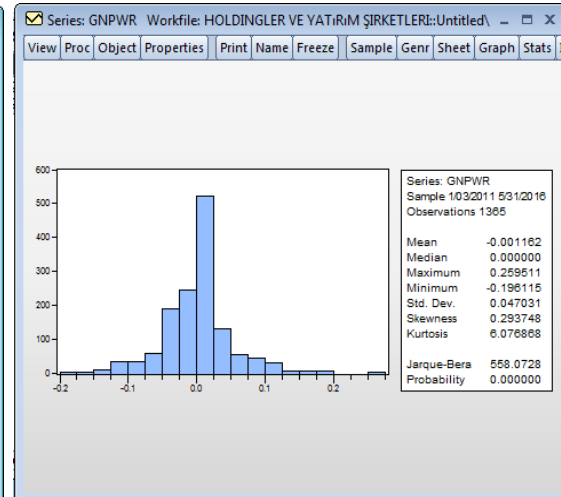 Series: GNPWR Workfile: HOLDINGLER VE YATıRıM ŞIRKETLERI::Untitled\
View Proc Object Properties Print Name Freeze Sample Genr Sheet Graph Stats
600
500
400
300
200
100
0
-0.2 -0.1 0.0 0.1 0.2
Series: GNPWR
Sample 1/03/2011 5/31/2016
Observations 1365
Mean -0.001162
Median 0.000000
Maximum 0.259511
Minimum -0.196115
Std. Dev. 0.047031
Skewness 0.293748
Kurtosis 6.076868
Jarque-Bera 558.0728
Probability 0.000000